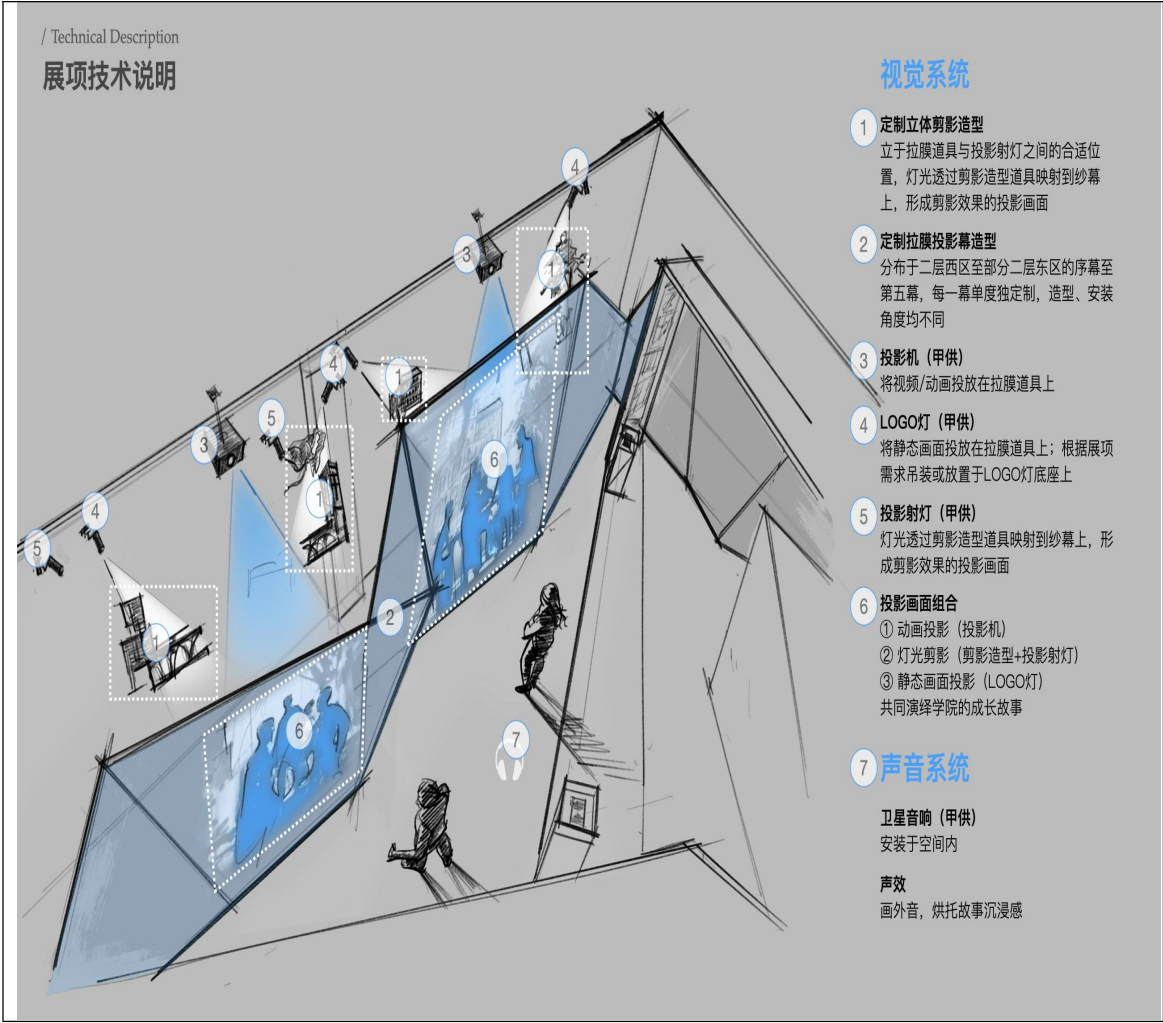 / Technical Description
展项技术说明
视觉系统
1 定制立体剪影造型
立于拉膜道具与投影射灯之间的合适位
置，灯光透过剪影造型道具映射到纱幕
上，形成剪影效果的投影画面
2 定制拉膜投影幕造型
分布于二层西区至部分二层东区的序幕至
第五幕，每一幕单度独定制，造型、安装
角度均不同
3 投影机（甲供）
将视频/动画投放在拉膜道具上
4 LOGO灯（甲供）
将静态画面投放在拉膜道具上；根据展项
需求吊装或放置于LOGO灯底座上
5 投影射灯（甲供）
灯光透过剪影造型道具映射到纱幕上，形
成剪影效果的投影画面
6 投影画面组合
① 动画投影（投影机）
② 灯光剪影（剪影造型+投影射灯）
③ 静态画面投影（LOGO灯）
共同演绎学院的成长故事
7 声音系统
卫星音响（甲供）
安装于空间内
声效
画外音，烘托故事沉浸感
4
3
1
4
1
5
3
6
1
4
5
2
1
6
7